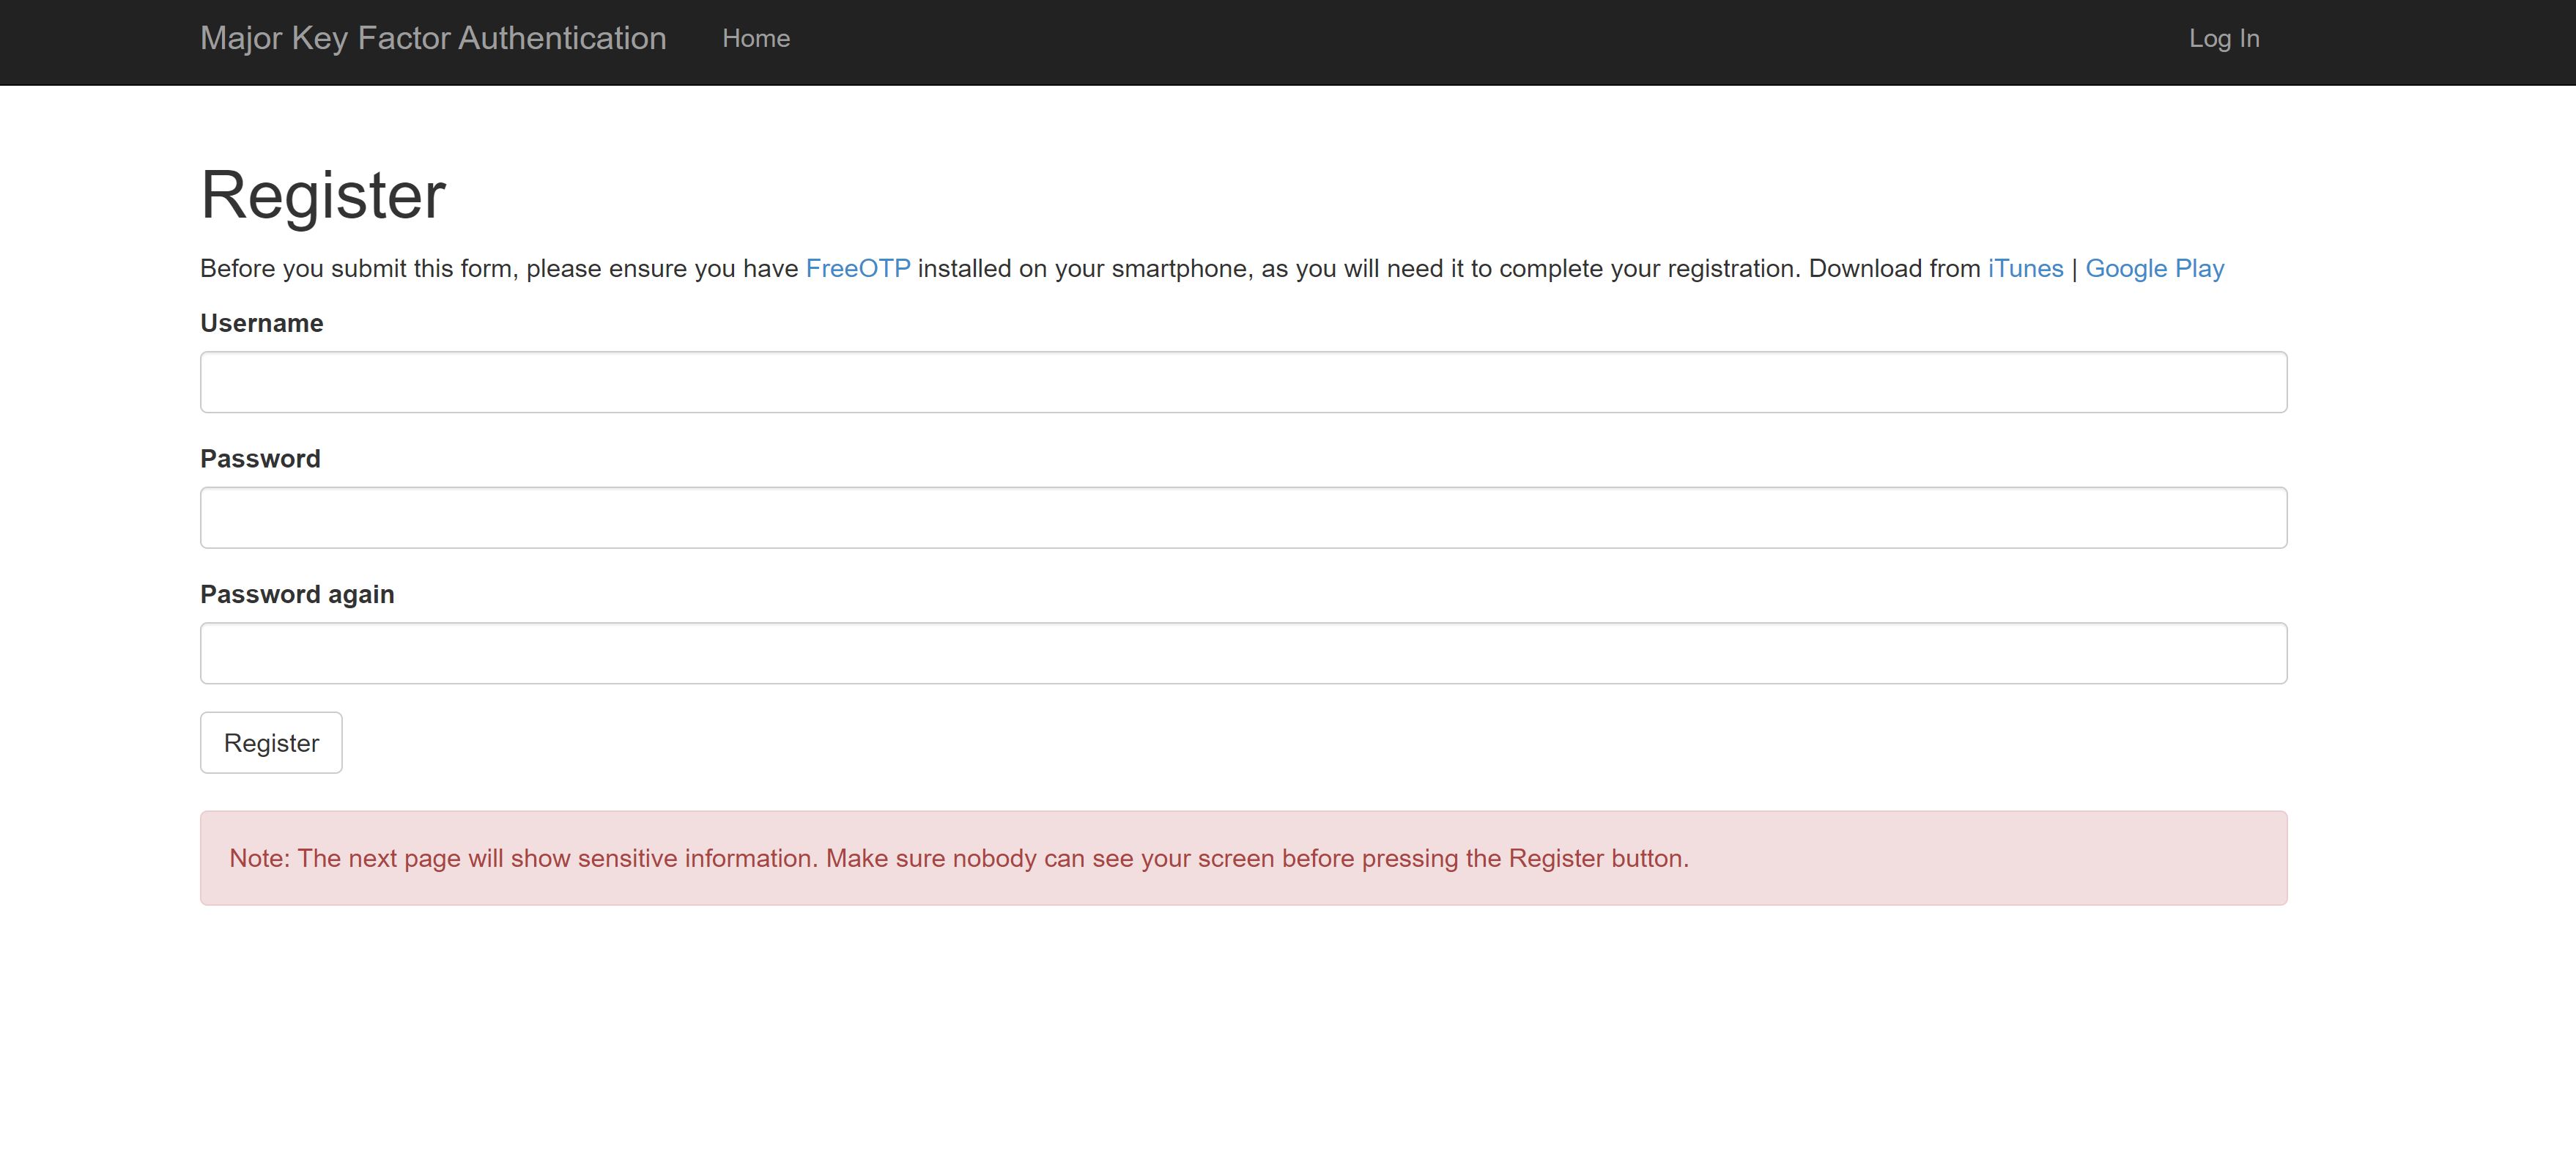 Major Key Factor Authentication Home Log In
Register
Before you submit this form, please ensure you have FreeOTP installed on your smartphone, as you will need it to complete your registration. Download from iTunes | Google Play
Username
Password
Password again
Register
Note: The next page will show sensitive information. Make sure nobody can see your screen before pressing the Register button.